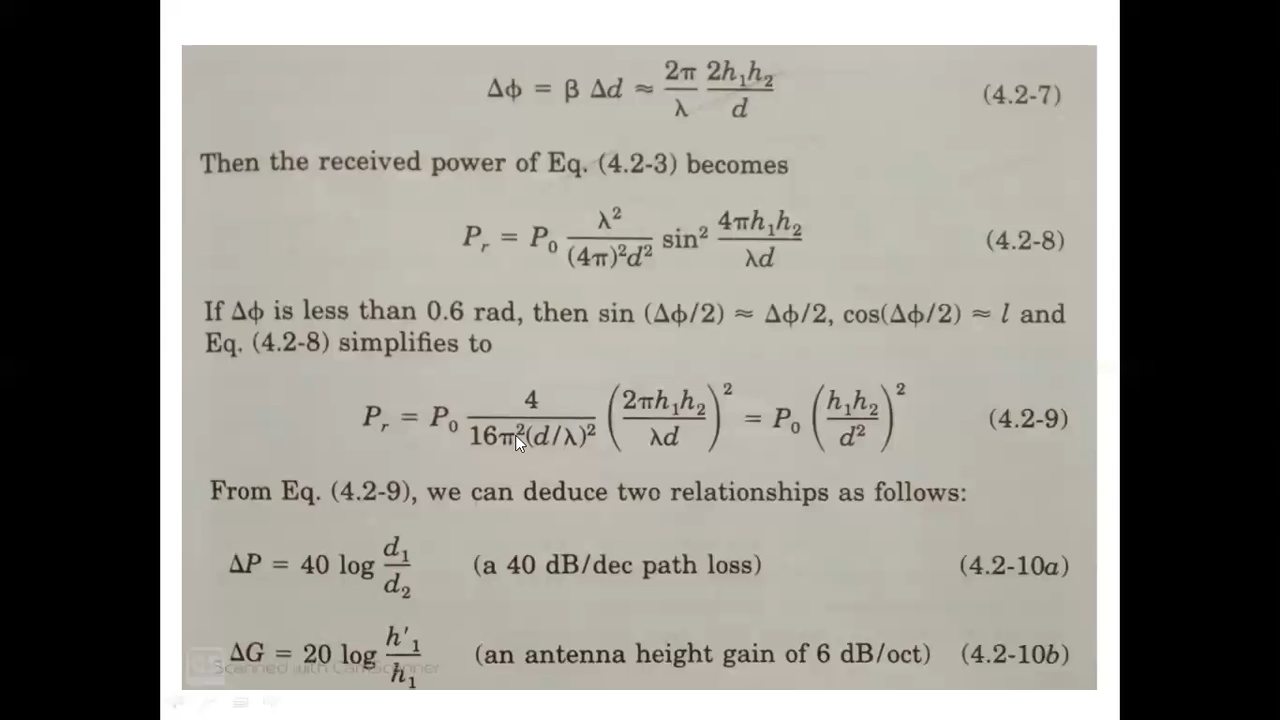 Δϕ = β Δd ≈ 2π/λ 2h₁h₂/d (4.2-7)
Then the received power of Eq. (4.2-3) becomes
Pᵣ = P₀ λ²/(4π)²d² sin² 4πh₁h₂/λd (4.2-8)
If Δϕ is less than 0.6 rad, then sin (Δϕ/2) ≈ Δϕ/2, cos(Δϕ/2) ≈ l and
Eq. (4.2-8) simplifies to
Pᵣ = P₀ 4/16π²(d/λ)² (2πh₁h₂/λd)² = P₀ (h₁h₂/d²)² (4.2-9)
From Eq. (4.2-9), we can deduce two relationships as follows:
ΔP = 40 log d₁/d₂ (a 40 dB/dec path loss) (4.2-10a)
ΔG = 20 log h'₁/h₁ (an antenna height gain of 6 dB/oct) (4.2-10b)
Scanned with CamScanner